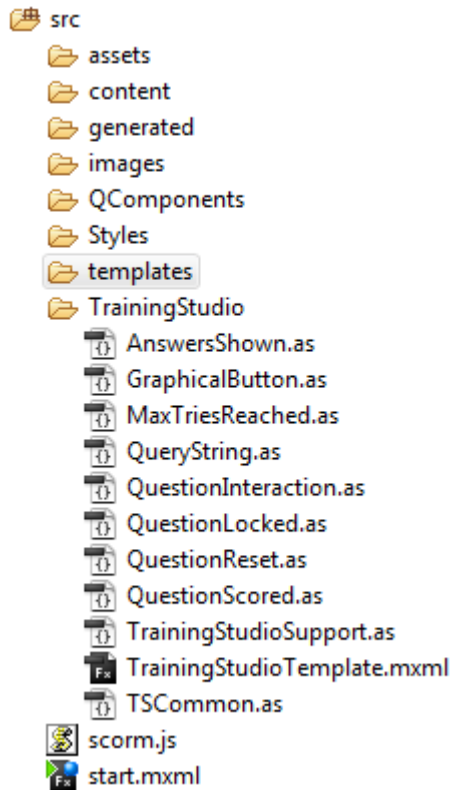 src
assets
content
generated
images
QComponents
Styles
templates
TrainingStudio
AnswersShown.as
GraphicalButton.as
MaxTriesReached.as
QueryString.as
QuestionInteraction.as
QuestionLocked.as
QuestionReset.as
QuestionScored.as
TrainingStudioSupport.as
TrainingStudioTemplate.mxml
TSCommon.as
scorm.js
start.mxml